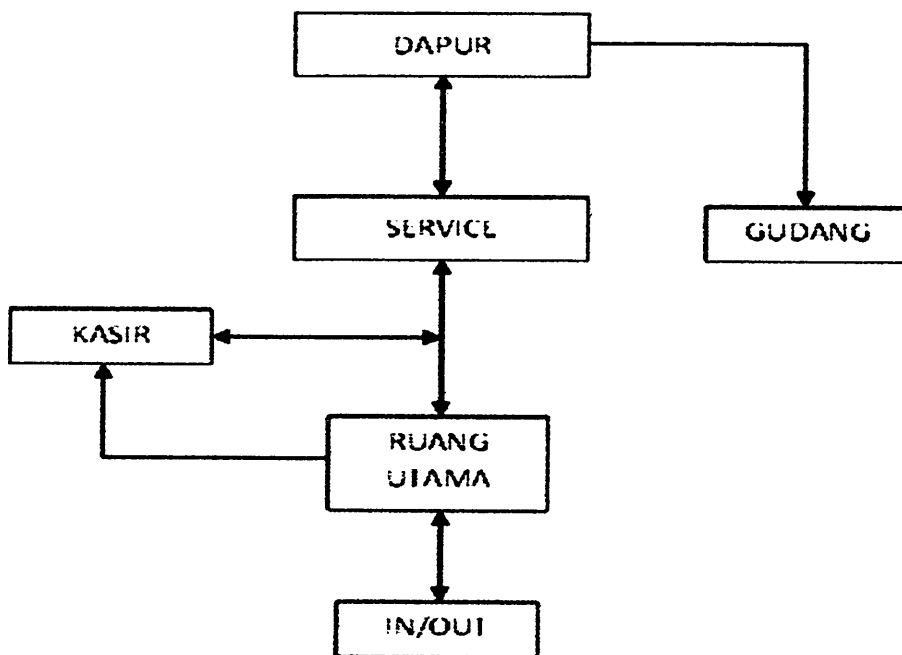 DAPUR
SERVICE
GUDANG
KASIR
RUANG
UTAMA
IN/OUT